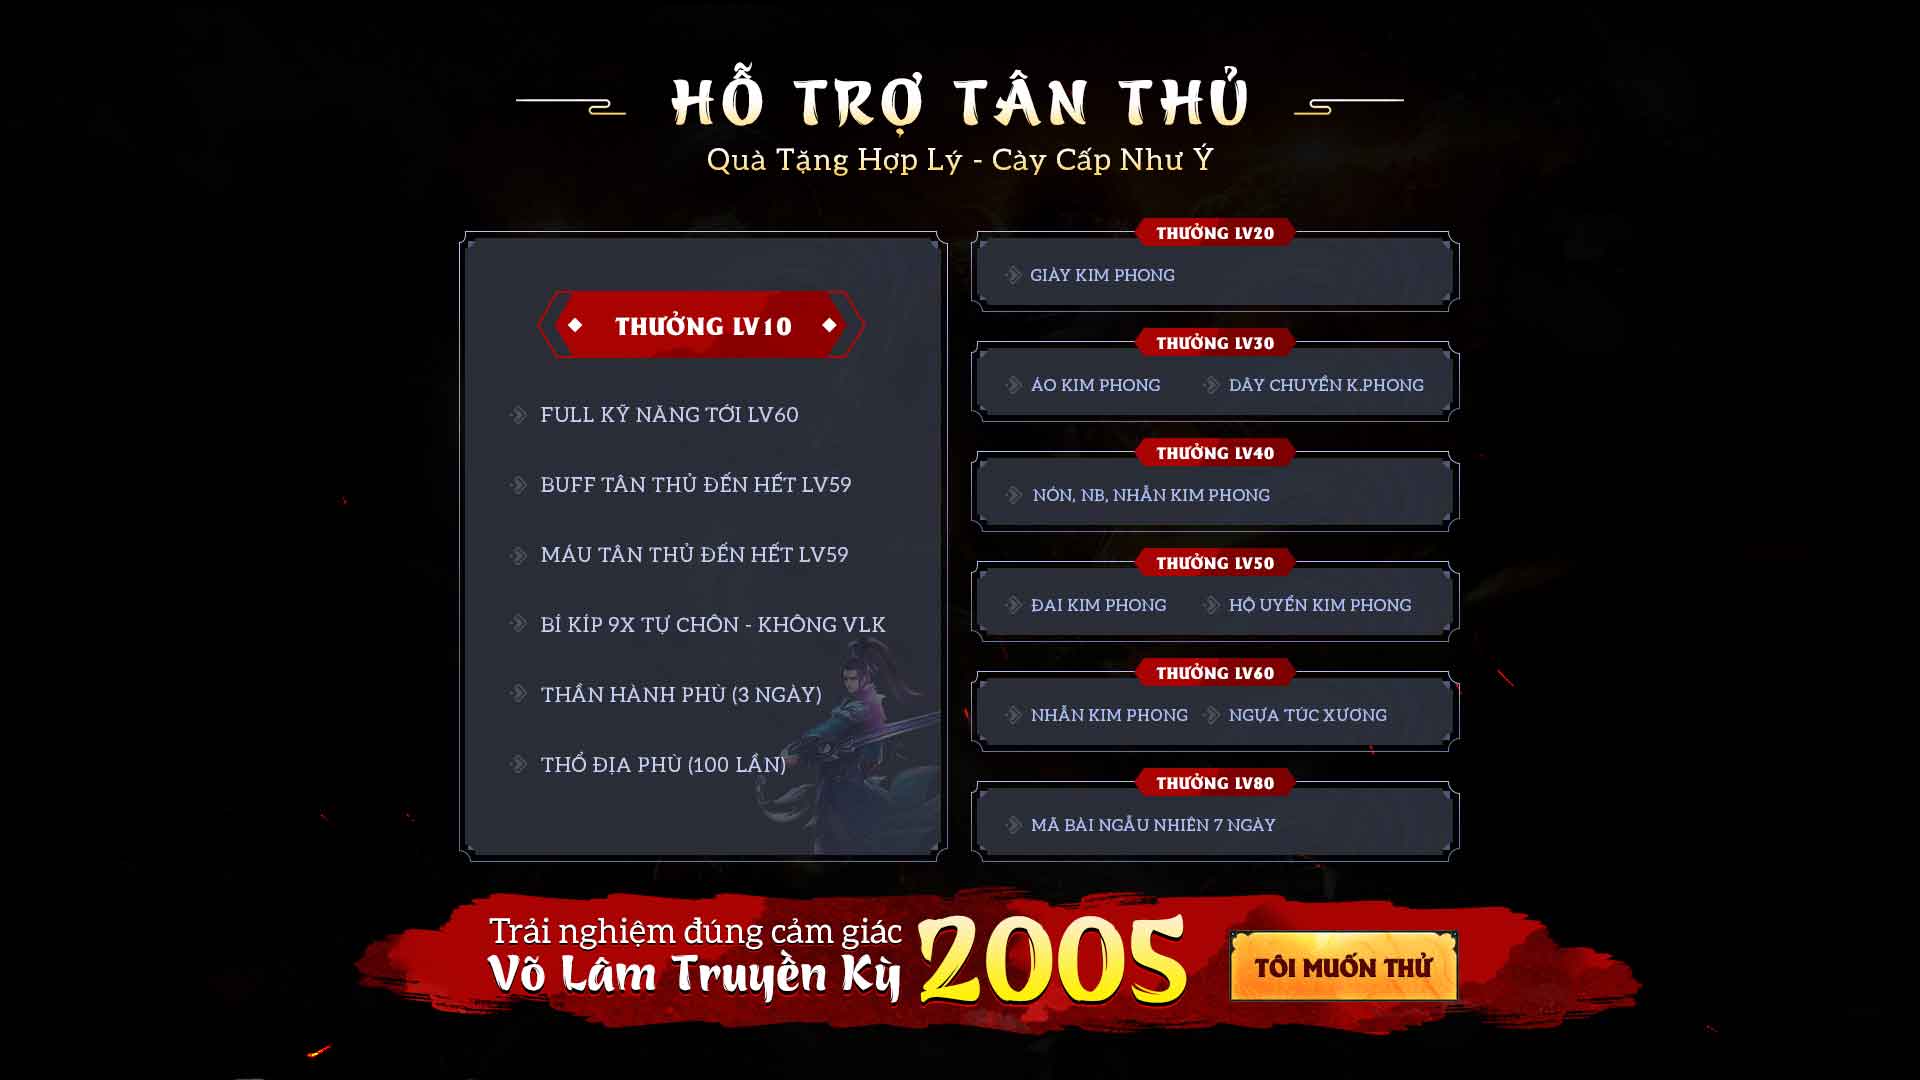 HỖ TRỢ TÂN THỦ
Quà Tặng Hợp Lý - Cày Cấp Như Ý
THƯỞNG LV10
FULL KỸ NĂNG TỚI LV60
BUFF TÂN THỦ ĐẾN HẾT LV59
MÁU TÂN THỦ ĐẾN HẾT LV59
BÍ KÍP 9X TỰ CHÔN - KHÔNG VLK
THẦN HÀNH PHÙ (3 NGÀY)
THỔ ĐỊA PHÙ (100 LẦN)
THƯỞNG LV20
GIÀY KIM PHONG
THƯỞNG LV30
ÁO KIM PHONG
DÂY CHUYỀN K.PHONG
THƯỞNG LV40
NÓN, NB, NHẪN KIM PHONG
THƯỞNG LV50
ĐAI KIM PHONG
HỘ UYỂN KIM PHONG
THƯỞNG LV60
NHẪN KIM PHONG
NGỰA TÚC XƯƠNG
THƯỞNG LV80
MÃ BÀI NGẪU NHIÊN 7 NGÀY
Trải nghiệm đúng cảm giác
Võ Lâm Truyền Kỳ
2005
TÔI MUỐN THỬ